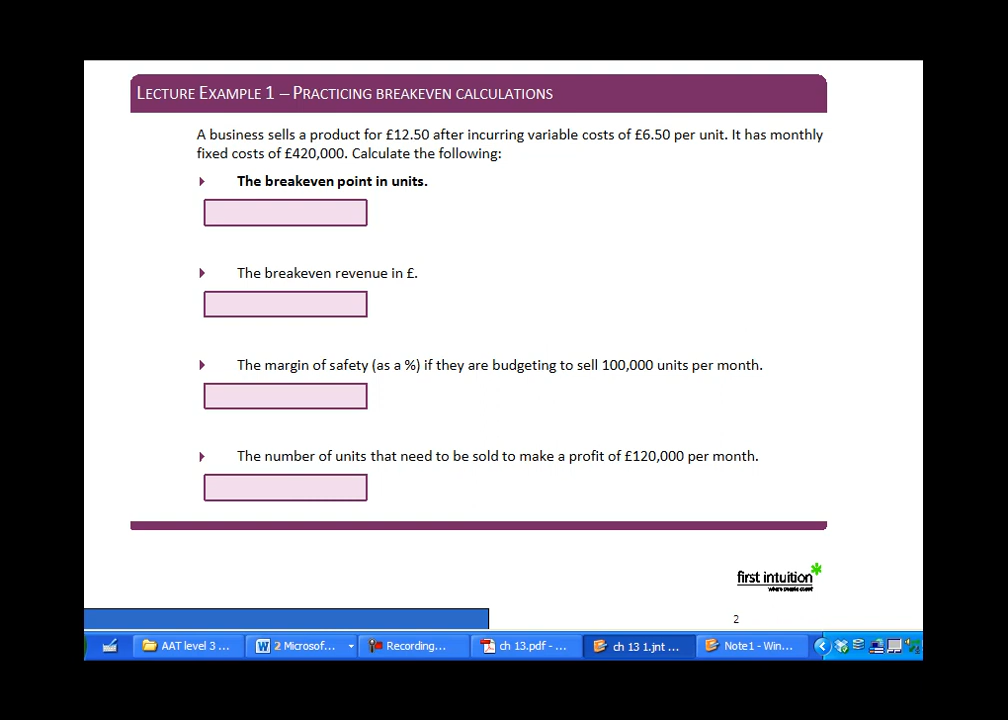 LECTURE EXAMPLE 1 – PRACTICING BREAKEVEN CALCULATIONS
A business sells a product for £12.50 after incurring variable costs of £6.50 per unit. It has monthly
fixed costs of £420,000. Calculate the following:
The breakeven point in units.
The breakeven revenue in £.
The margin of safety (as a %) if they are budgeting to sell 100,000 units per month.
The number of units that need to be sold to make a profit of £120,000 per month.
first intuition
2
AAT level 3 ...
2 Microsof...
Recording...
ch 13.pdf - ...
ch 13 1.jnt ...
Note1 - Win...